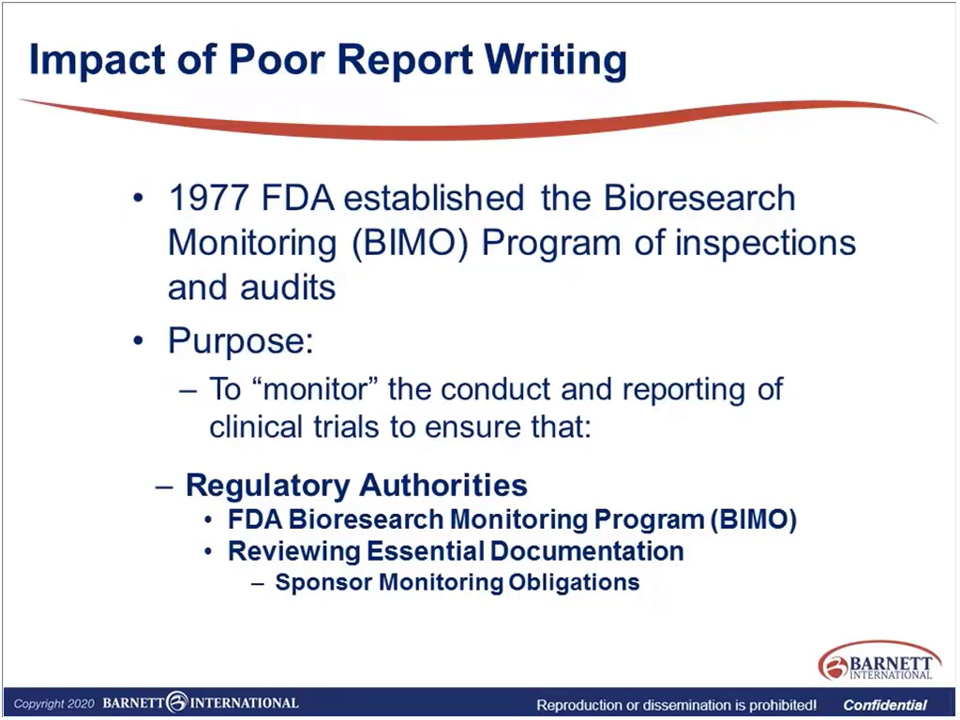 Impact of Poor Report Writing
• 1977 FDA established the Bioresearch
Monitoring (BIMO) Program of inspections
and audits
• Purpose:
– To “monitor” the conduct and reporting of
clinical trials to ensure that:
– Regulatory Authorities
• FDA Bioresearch Monitoring Program (BIMO)
• Reviewing Essential Documentation
– Sponsor Monitoring Obligations
BARNETT
INTERNATIONAL
Copyright 2020 BARNETT INTERNATIONAL Reproduction or dissemination is prohibited! Confidential